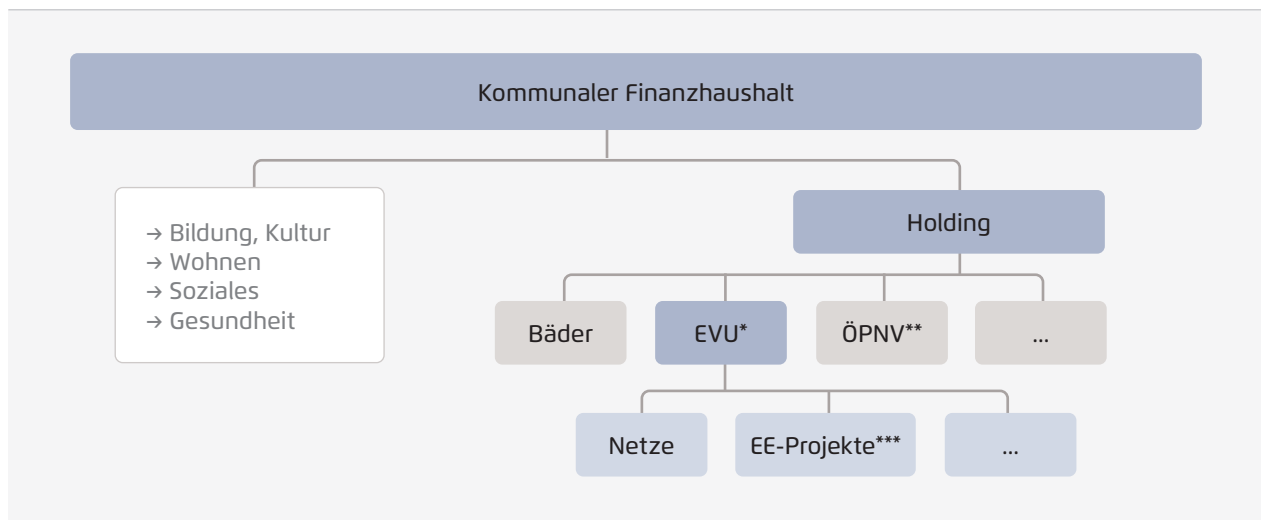 Kommunaler Finanzhaushalt
Holding
→ Bildung, Kultur
→ Wohnen
→ Soziales
→ Gesundheit
Bäder
EVU*
ÖPNV**
...
Netze
EE-Projekte***
...